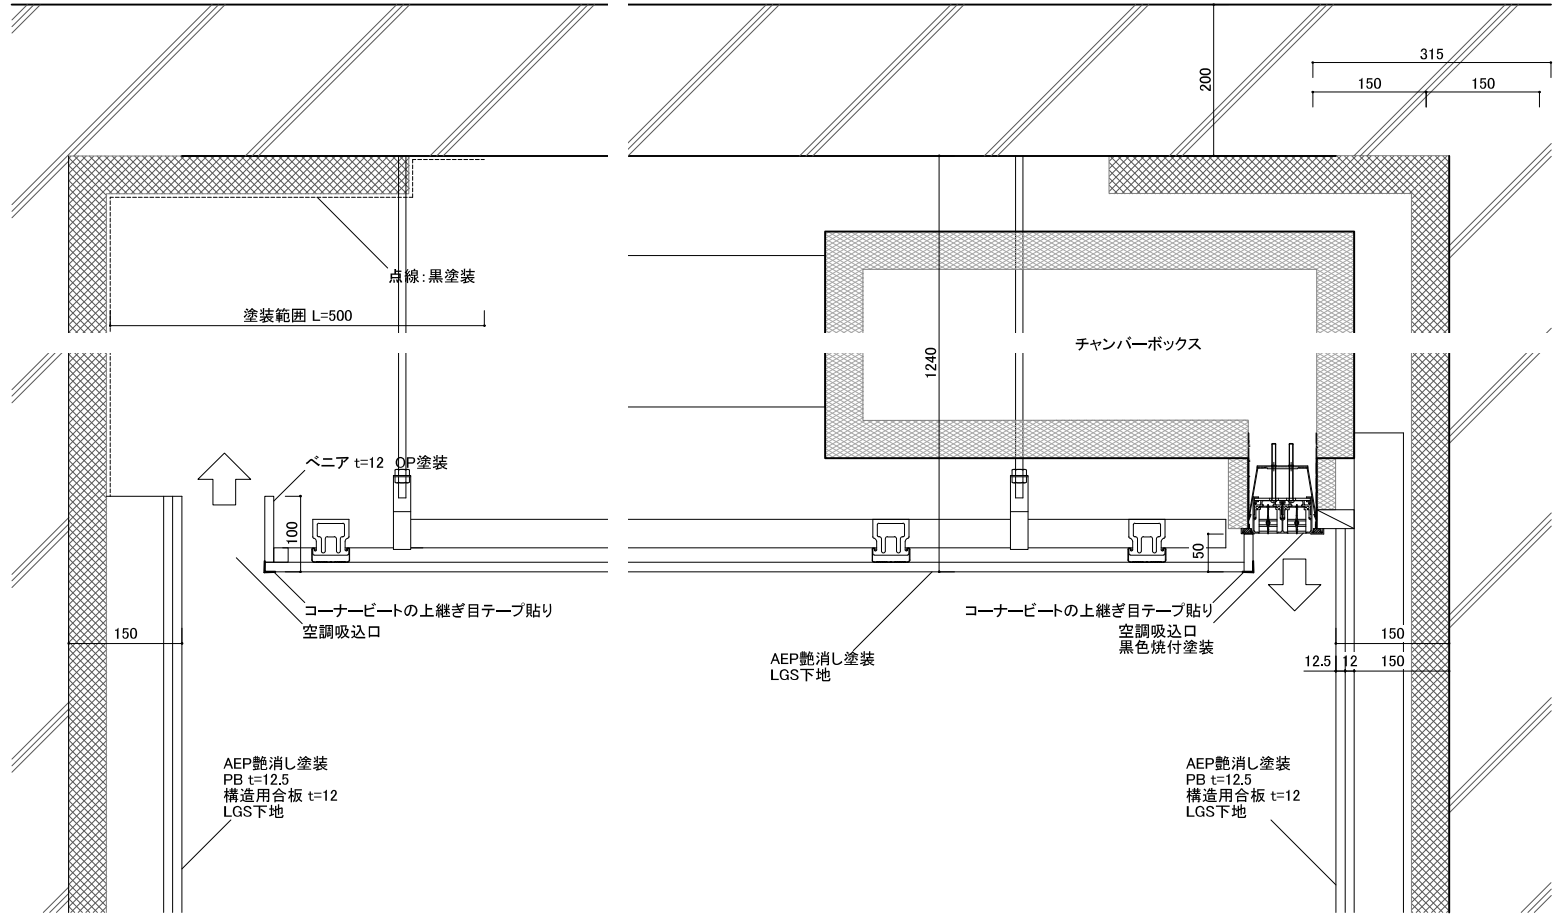 315
150
150
200
点線：黒塗装
塗装範囲 L=500
1240
チャンバーボックス
ベニア t=12 OP塗装
100
50
コーナービートの上継ぎ目テープ貼り
空調吸込口
コーナービートの上継ぎ目テープ貼り
空調吸込口
黒色焼付塗装
150
150
12.5
12
150
AEP艶消し塗装
LGS下地
AEP艶消し塗装
PB t=12.5
構造用合板 t=12
LGS下地
AEP艶消し塗装
PB t=12.5
構造用合板 t=12
LGS下地